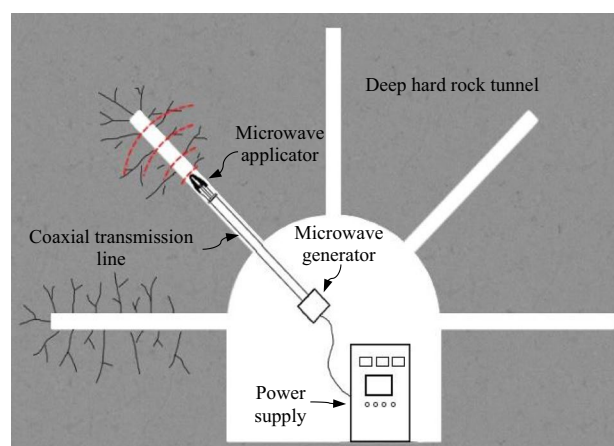 Deep hard rock tunnel
Microwave
applicator
Coaxial transmission
line
Microwave
generator
Power
supply